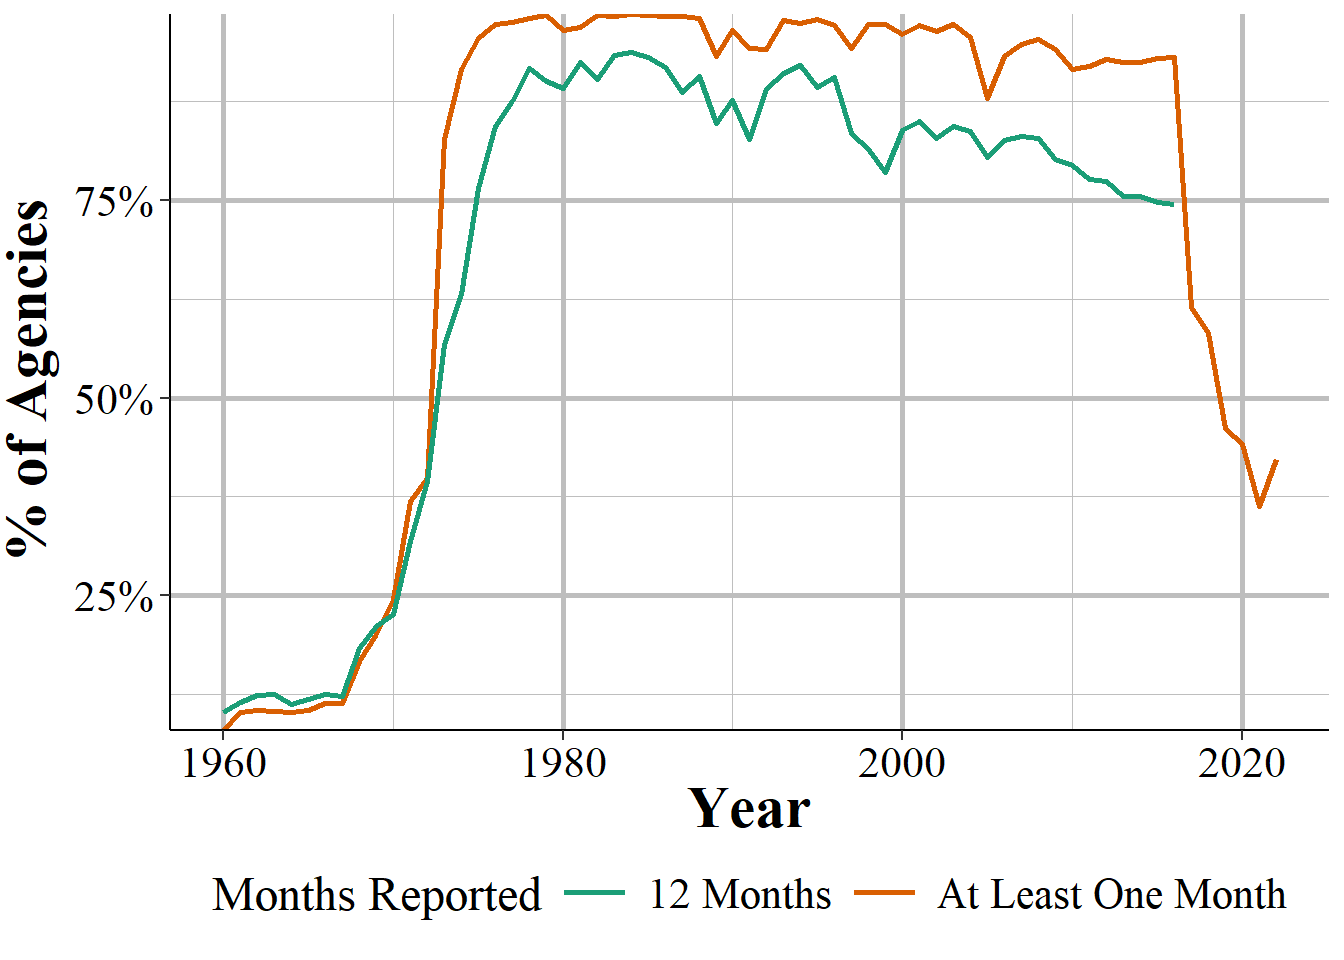 % of Agencies
75%
50%
25%
1960 1980 2000 2020
Year
Months Reported 12 Months At Least One Month